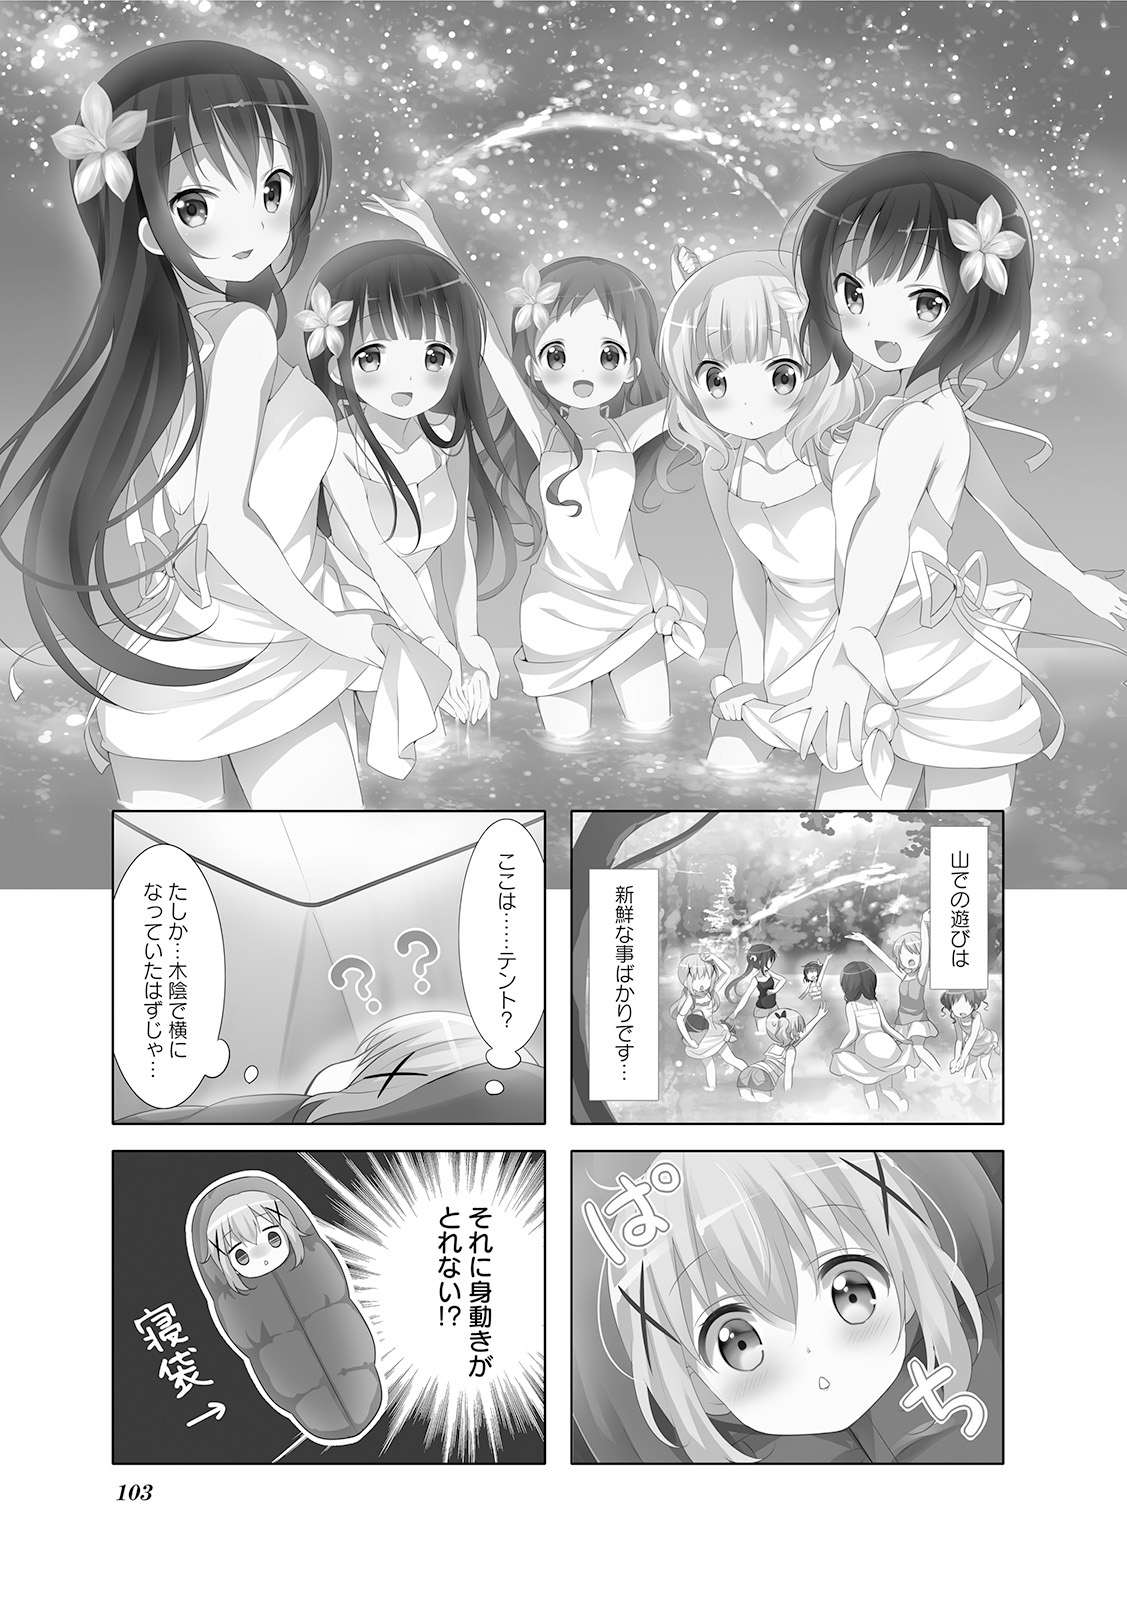 山での遊びは
新鮮な事ばかりです…
ぱち
ここは……テント?
??
たしか…木陰で横に
なっていたはずじゃ…
それに身動きが
とれない!?
寝袋→
103